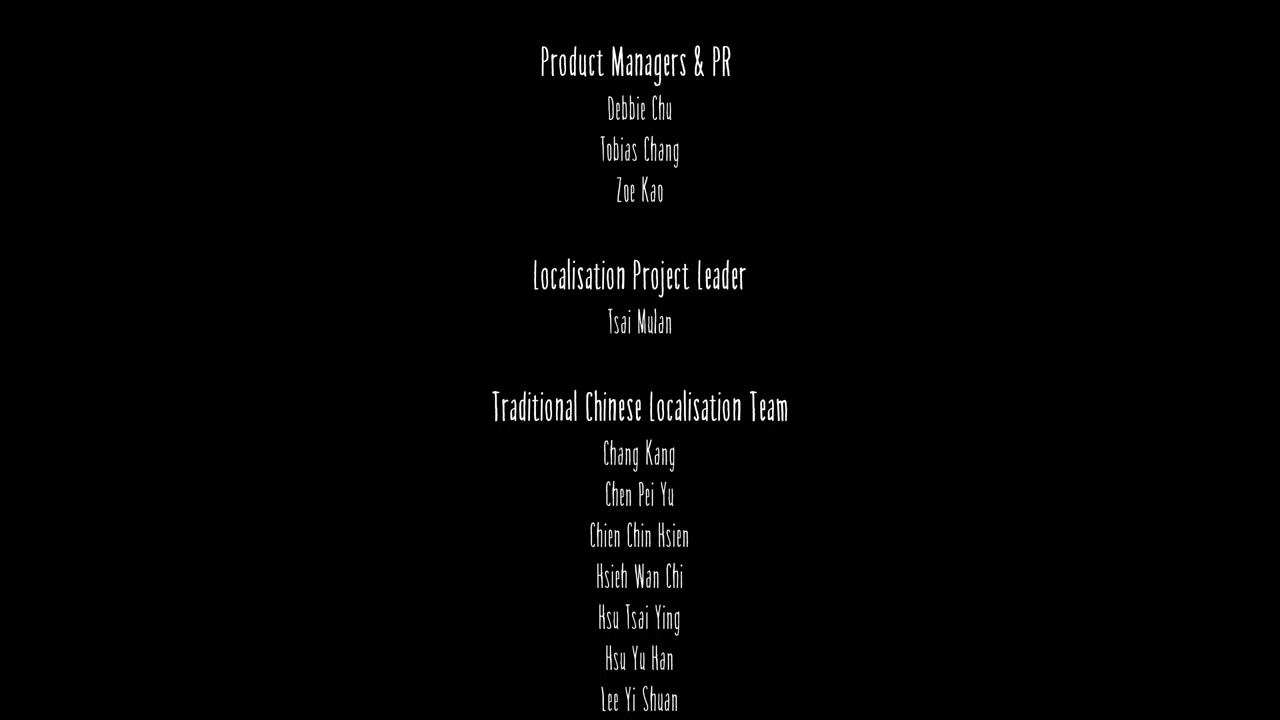 Product Managers & PR
Debbie Chu
Tobias Chang
Zoe Kao
Localisation Project Leader
Tsai Mulan
Traditional Chinese Localisation Team
Chang Kang
Chen Pei Yu
Chien Chin Hsien
Hsieh Wan Chi
Hsu Tsai Ying
Hsu Yu Han
Lee Yi Shuan